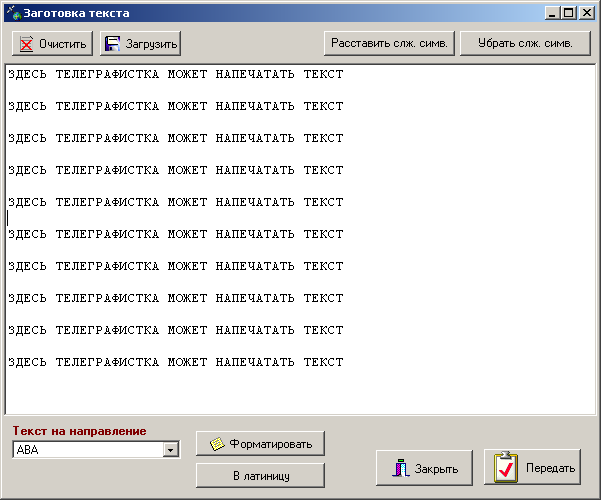 Заготовка текста
Очистить Загрузить Расставить слж. симв. Убрать слж. симв.
ЗДЕСЬ ТЕЛЕГРАФИСТКА МОЖЕТ НАПЕЧАТАТЬ ТЕКСТ
ЗДЕСЬ ТЕЛЕГРАФИСТКА МОЖЕТ НАПЕЧАТАТЬ ТЕКСТ
ЗДЕСЬ ТЕЛЕГРАФИСТКА МОЖЕТ НАПЕЧАТАТЬ ТЕКСТ
ЗДЕСЬ ТЕЛЕГРАФИСТКА МОЖЕТ НАПЕЧАТАТЬ ТЕКСТ
ЗДЕСЬ ТЕЛЕГРАФИСТКА МОЖЕТ НАПЕЧАТАТЬ ТЕКСТ
ЗДЕСЬ ТЕЛЕГРАФИСТКА МОЖЕТ НАПЕЧАТАТЬ ТЕКСТ
ЗДЕСЬ ТЕЛЕГРАФИСТКА МОЖЕТ НАПЕЧАТАТЬ ТЕКСТ
ЗДЕСЬ ТЕЛЕГРАФИСТКА МОЖЕТ НАПЕЧАТАТЬ ТЕКСТ
ЗДЕСЬ ТЕЛЕГРАФИСТКА МОЖЕТ НАПЕЧАТАТЬ ТЕКСТ
ЗДЕСЬ ТЕЛЕГРАФИСТКА МОЖЕТ НАПЕЧАТАТЬ ТЕКСТ
Текст на направление
АВА
Форматировать
В латиницу
Закрыть
Передать